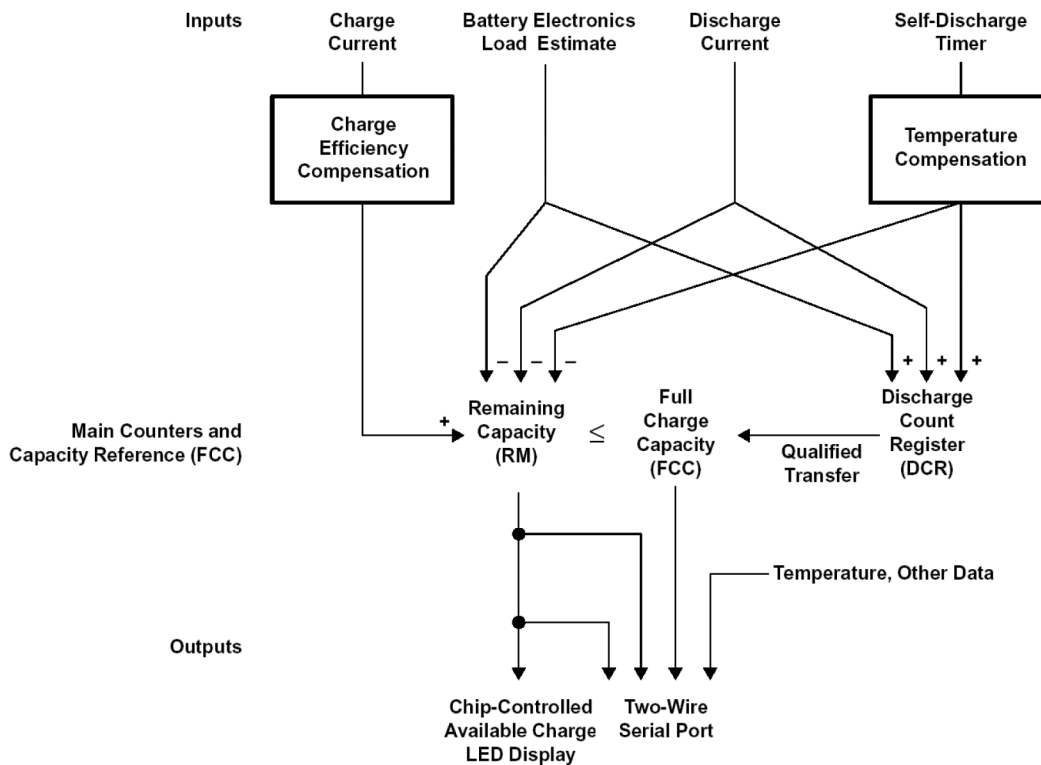 Inputs
Charge
Current
Battery Electronics
Load Estimate
Discharge
Current
Self-Discharge
Timer
Charge
Efficiency
Compensation
Temperature
Compensation
– – –
+ + +
Main Counters and
Capacity Reference (FCC)
+
Remaining
Capacity
(RM)
≤
Full
Charge
Capacity
(FCC)
Qualified
Transfer
Discharge
Count
Register
(DCR)
Temperature, Other Data
Outputs
Chip-Controlled
Available Charge
LED Display
Two-Wire
Serial Port